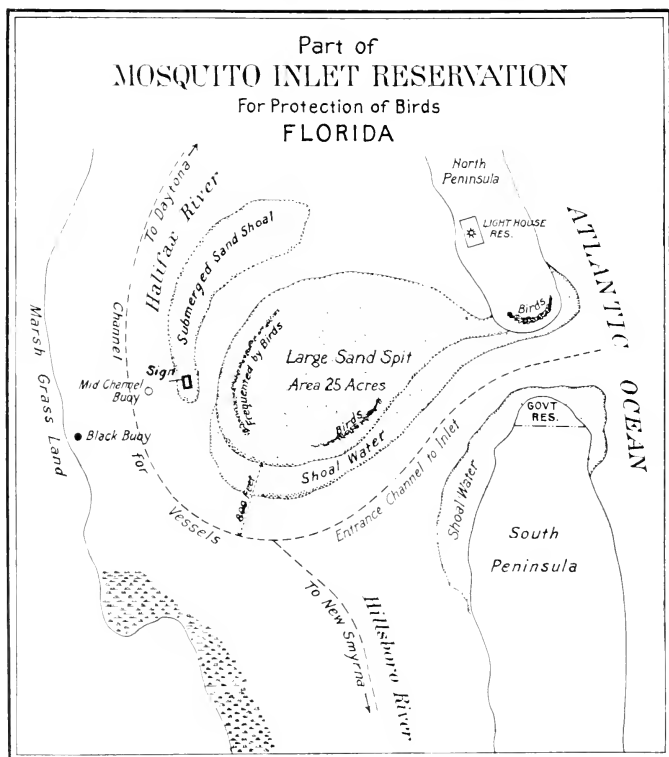 Part of
MOSQUITO INLET RESERVATION
For Protection of Birds
FLORIDA
North
Peninsula
To Daytona
Halifax River
Submerged Sand Shoal
LIGHT HOUSE
RES.
ATLANTIC
OCEAN
Birds
Channel
for
Vessels
Frequented by Birds
Large Sand Spit
Area 25 Acres
Marsh Grass Land
Sign
Mid Channel
Buoy
Birds
GOVT
RES.
Black Buoy
Shoal Water
800 Feet
Entrance Channel to Inlet
Shoal Water
South
Peninsula
To New Smyrna
Hillsboro River